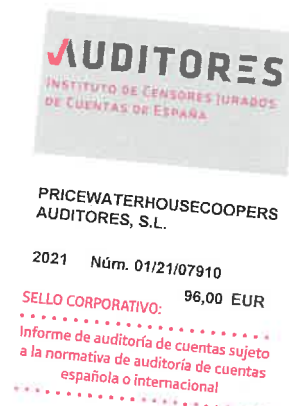 AUDITORES
INSTITUTO DE CENSORES JURADOS
DE CUENTAS DE ESPAÑA
PRICEWATERHOUSECOOPERS
AUDITORES, S.L.
2021 Núm. 01/21/07910
SELLO CORPORATIVO: 96,00 EUR
Informe de auditoría de cuentas sujeto
a la normativa de auditoría de cuentas
española o internacional